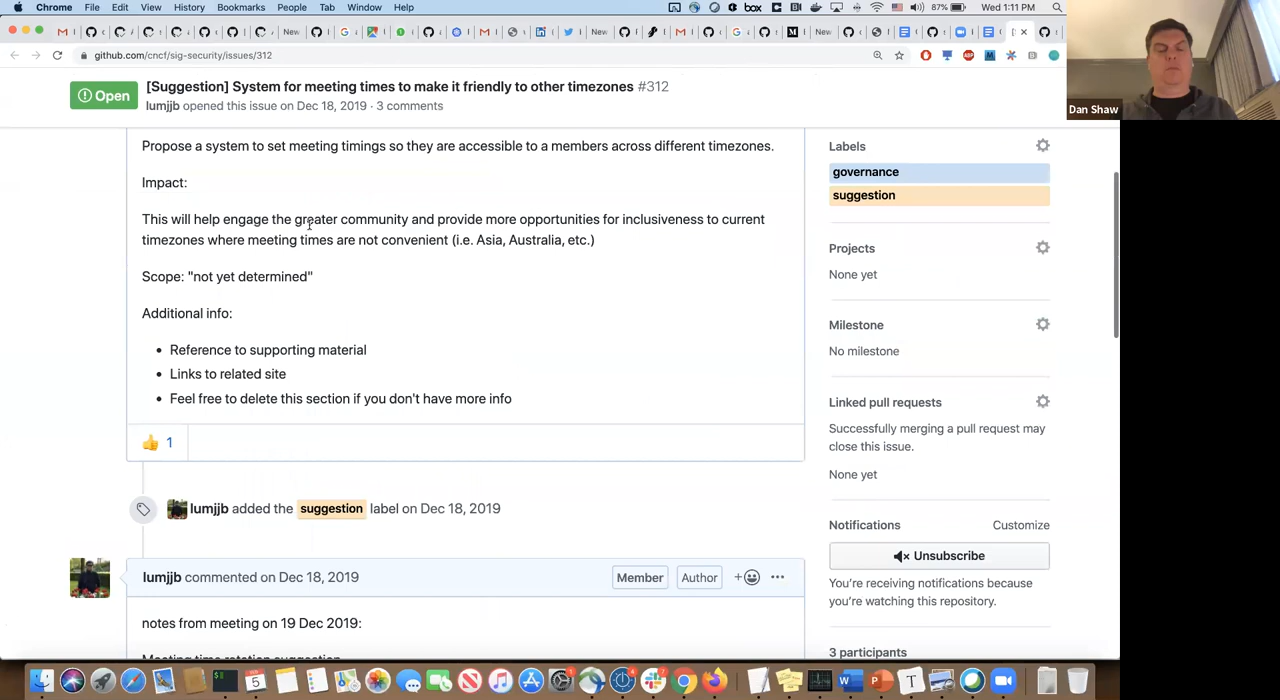 Chrome File Edit View History Bookmarks People Tab Window Help
box
87%
Wed 1:11 PM
New
New
New
github.com/cncf/sig-security/issues/312
Dan Shaw
Open
[Suggestion] System for meeting times to make it friendly to other timezones #312
lumjjb opened this issue on Dec 18, 2019 · 3 comments
Propose a system to set meeting timings so they are accessible to a members across different timezones.
Impact:
This will help engage the greater community and provide more opportunities for inclusiveness to current
timezones where meeting times are not convenient (i.e. Asia, Australia, etc.)
Scope: "not yet determined"
Additional info:
• Reference to supporting material
• Links to related site
• Feel free to delete this section if you don't have more info
👍 1
lumjjb added the suggestion label on Dec 18, 2019
lumjjb commented on Dec 18, 2019
Member
Author
notes from meeting on 19 Dec 2019:
Meeting time rotation suggestion
Labels
governance
suggestion
Projects
None yet
Milestone
No milestone
Linked pull requests
Successfully merging a pull request may
close this issue.
None yet
Notifications
Customize
Unsubscribe
You're receiving notifications because
you're watching this repository.
3 participants